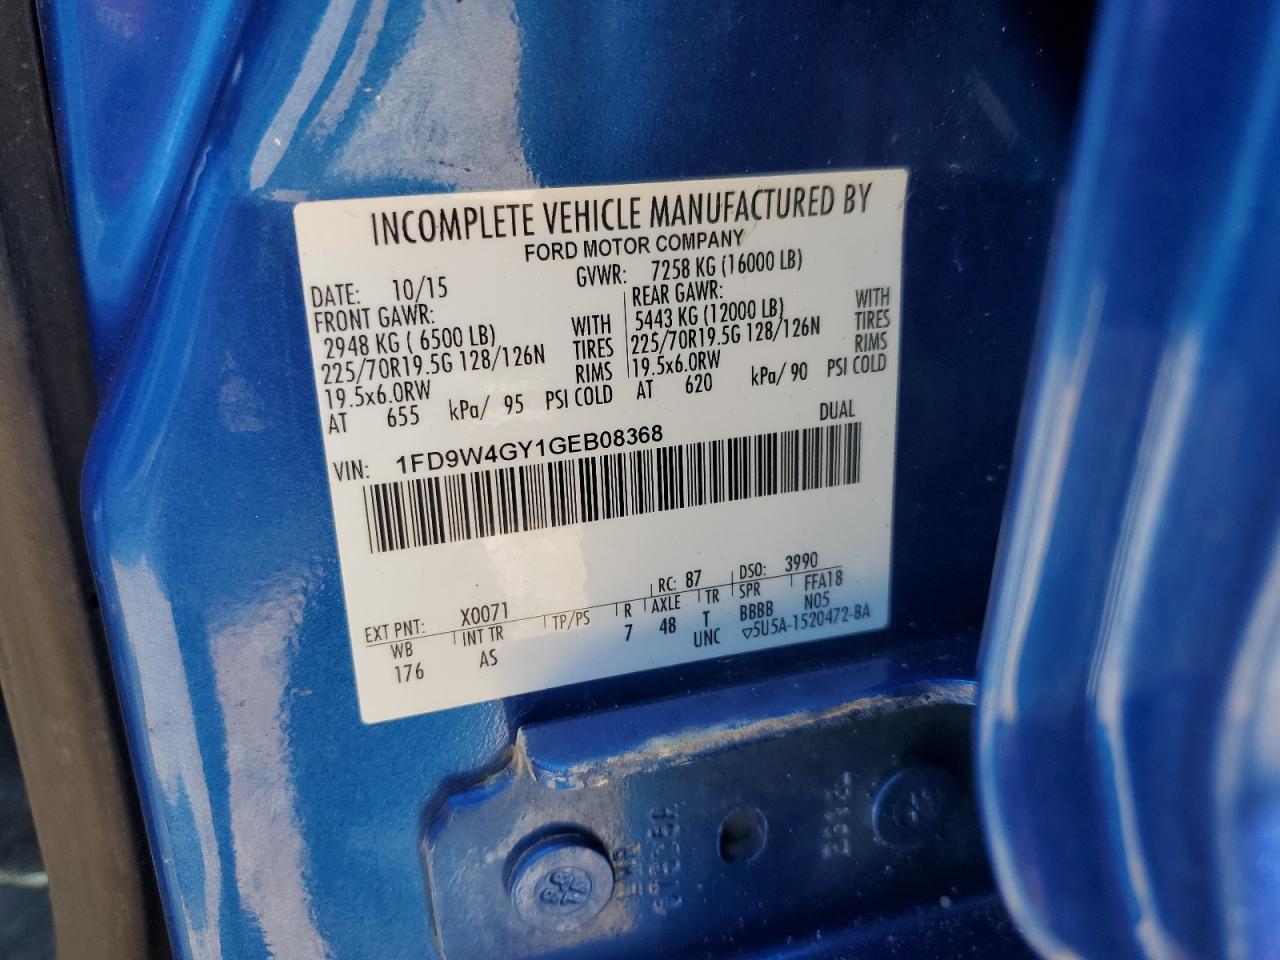 INCOMPLETE VEHICLE MANUFACTURED BY
FORD MOTOR COMPANY
DATE: 10/15 GVWR: 7258 KG (16000 LB)
FRONT GAWR: REAR GAWR:
2948 KG ( 6500 LB) WITH 5443 KG (12000 LB) WITH
225/70R19.5G 128/126N TIRES 225/70R19.5G 128/126N TIRES
19.5x6.0RW RIMS 19.5x6.0RW RIMS
AT 655 kPa/ 95 PSI COLD AT 620 kPa/ 90 PSI COLD
DUAL
VIN: 1FD9W4GY1GEB08368
EXT PNT: X0071 RC: 87 DSO: 3990
WB INT TR TP/PS R AXLE TR SPR FFA18
176 AS 7 48 T BBBB N05
UNC ▽5U5A-1520472-BA